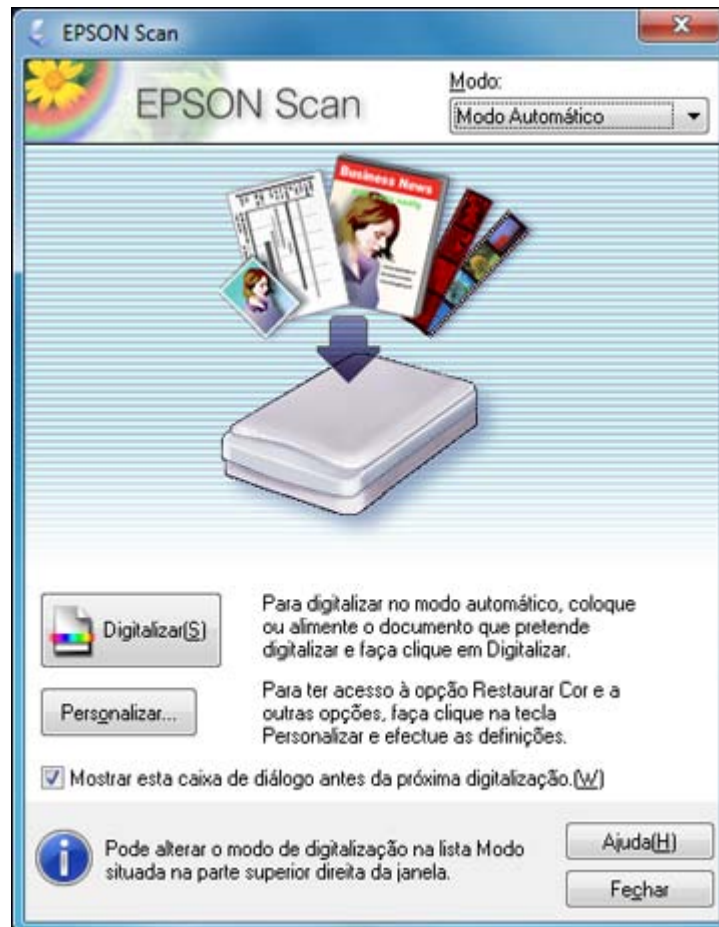 EPSON Scan
EPSON Scan
Modo:
Modo Automático
Business News
Digitalizar(S)
Para digitalizar no modo automático, coloque
ou alimente o documento que pretende
digitalizar e faça clique em Digitalizar.
Personalizar...
Para ter acesso à opção Restaurar Cor e a
outras opções, faça clique na tecla
Personalizar e efectue as definições.
Mostrar esta caixa de diálogo antes da próxima digitalização.(W)
Pode alterar o modo de digitalização na lista Modo
situada na parte superior direita da janela.
Ajuda(H)
Fechar